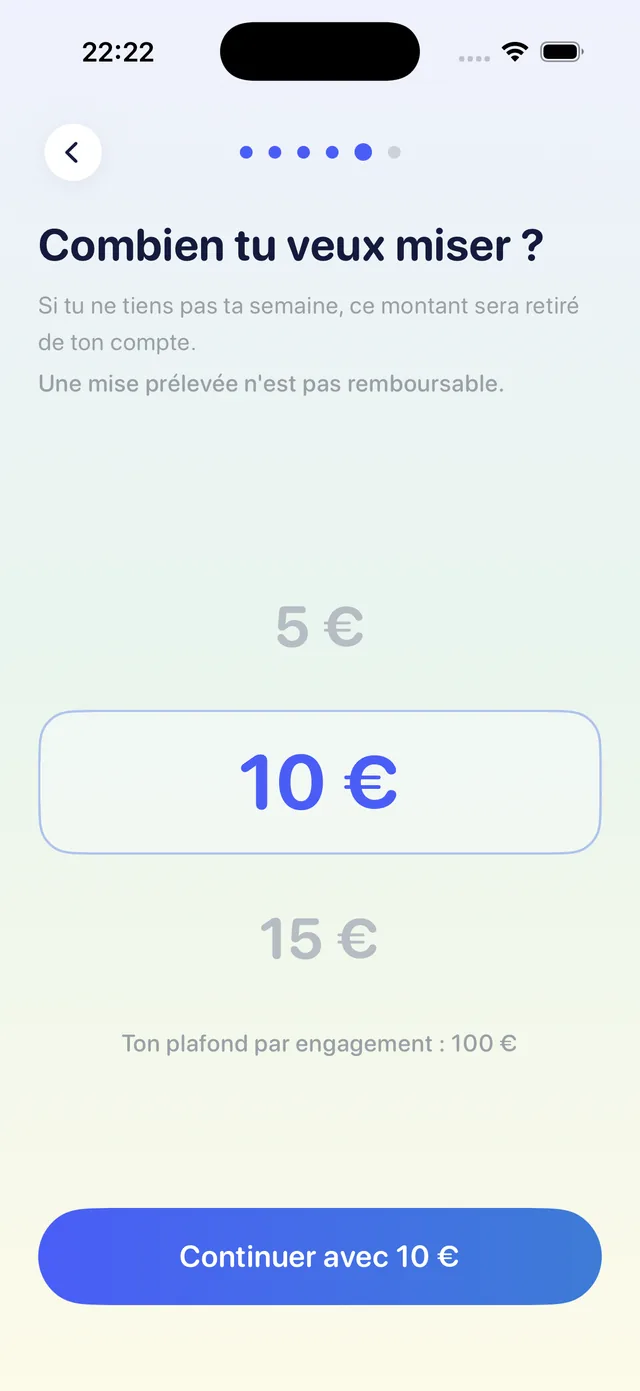 22:22
Combien tu veux miser ?
Si tu ne tiens pas ta semaine, ce montant sera retiré
de ton compte.
Une mise prélevée n'est pas remboursable.
5 €
10 €
15 €
Ton plafond par engagement : 100 €
Continuer avec 10 €